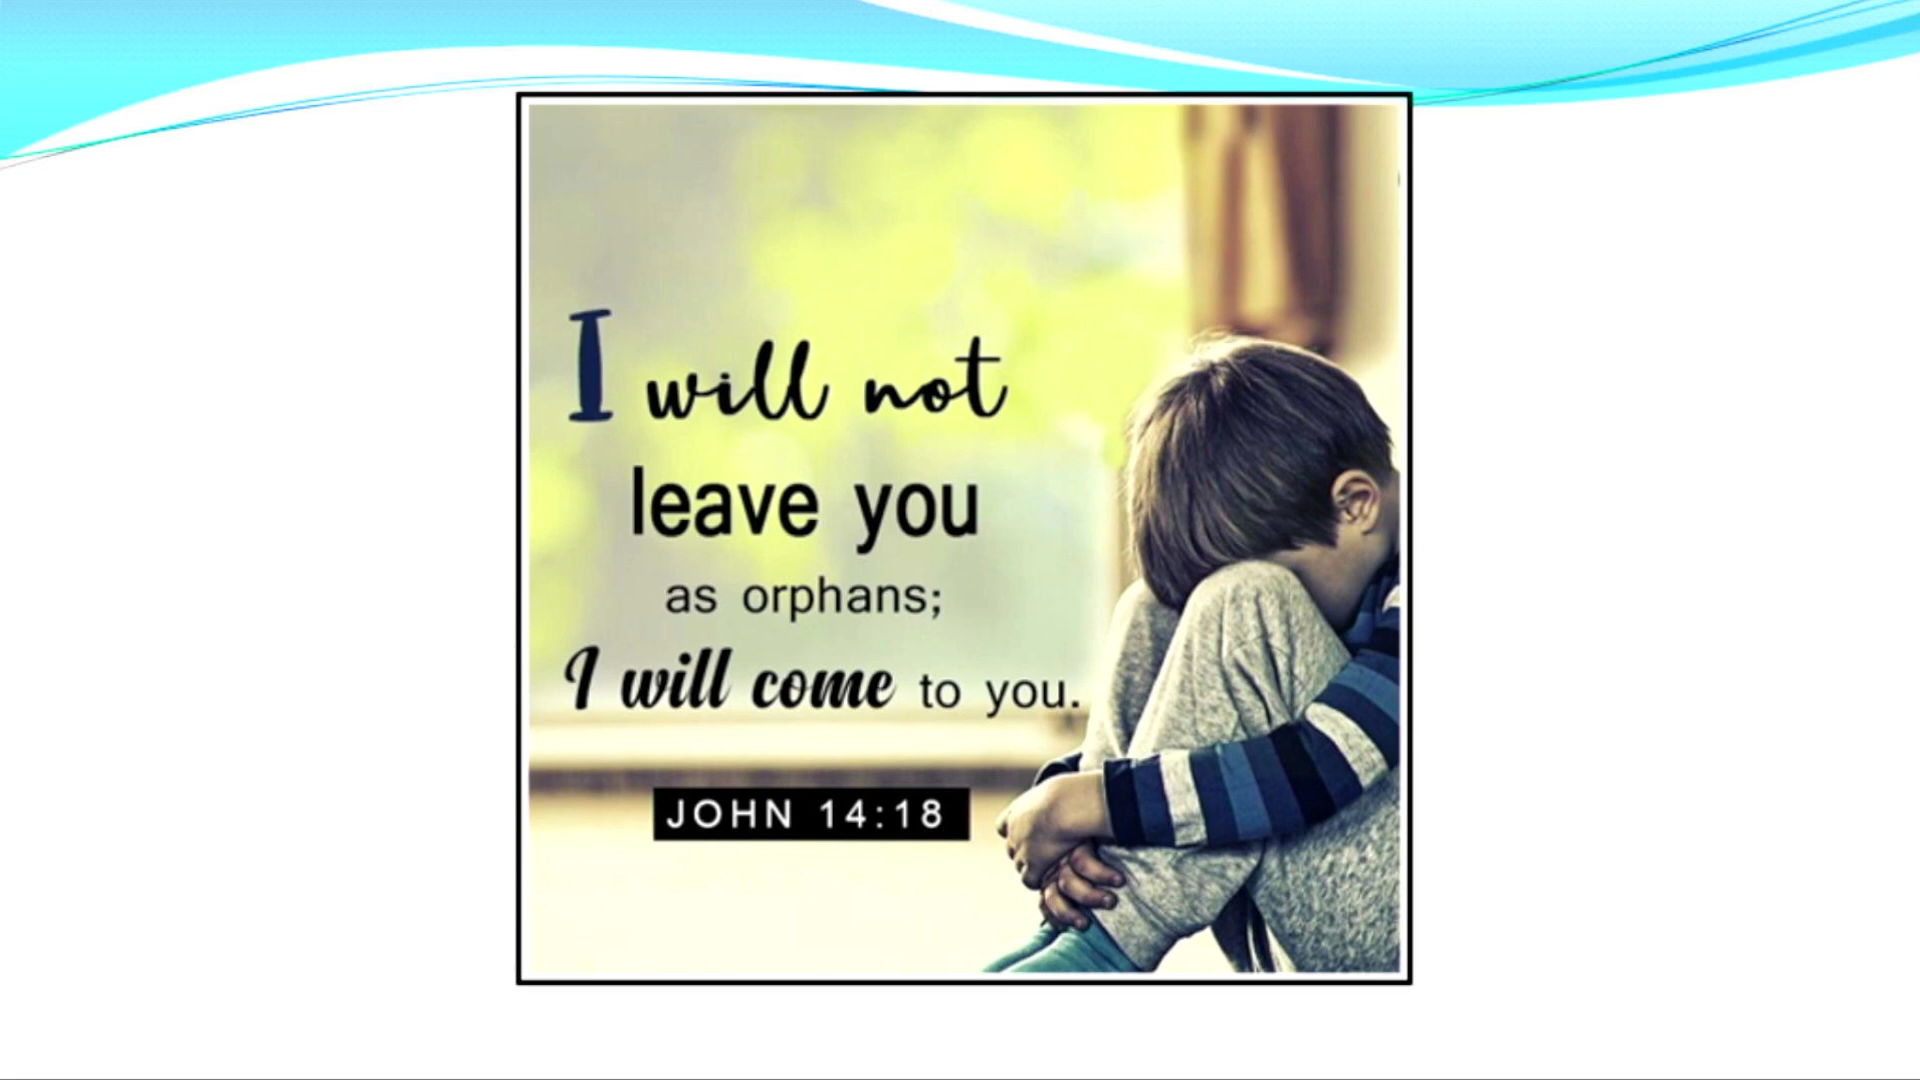 I will not
leave you
as orphans;
I will come to you.
JOHN 14:18